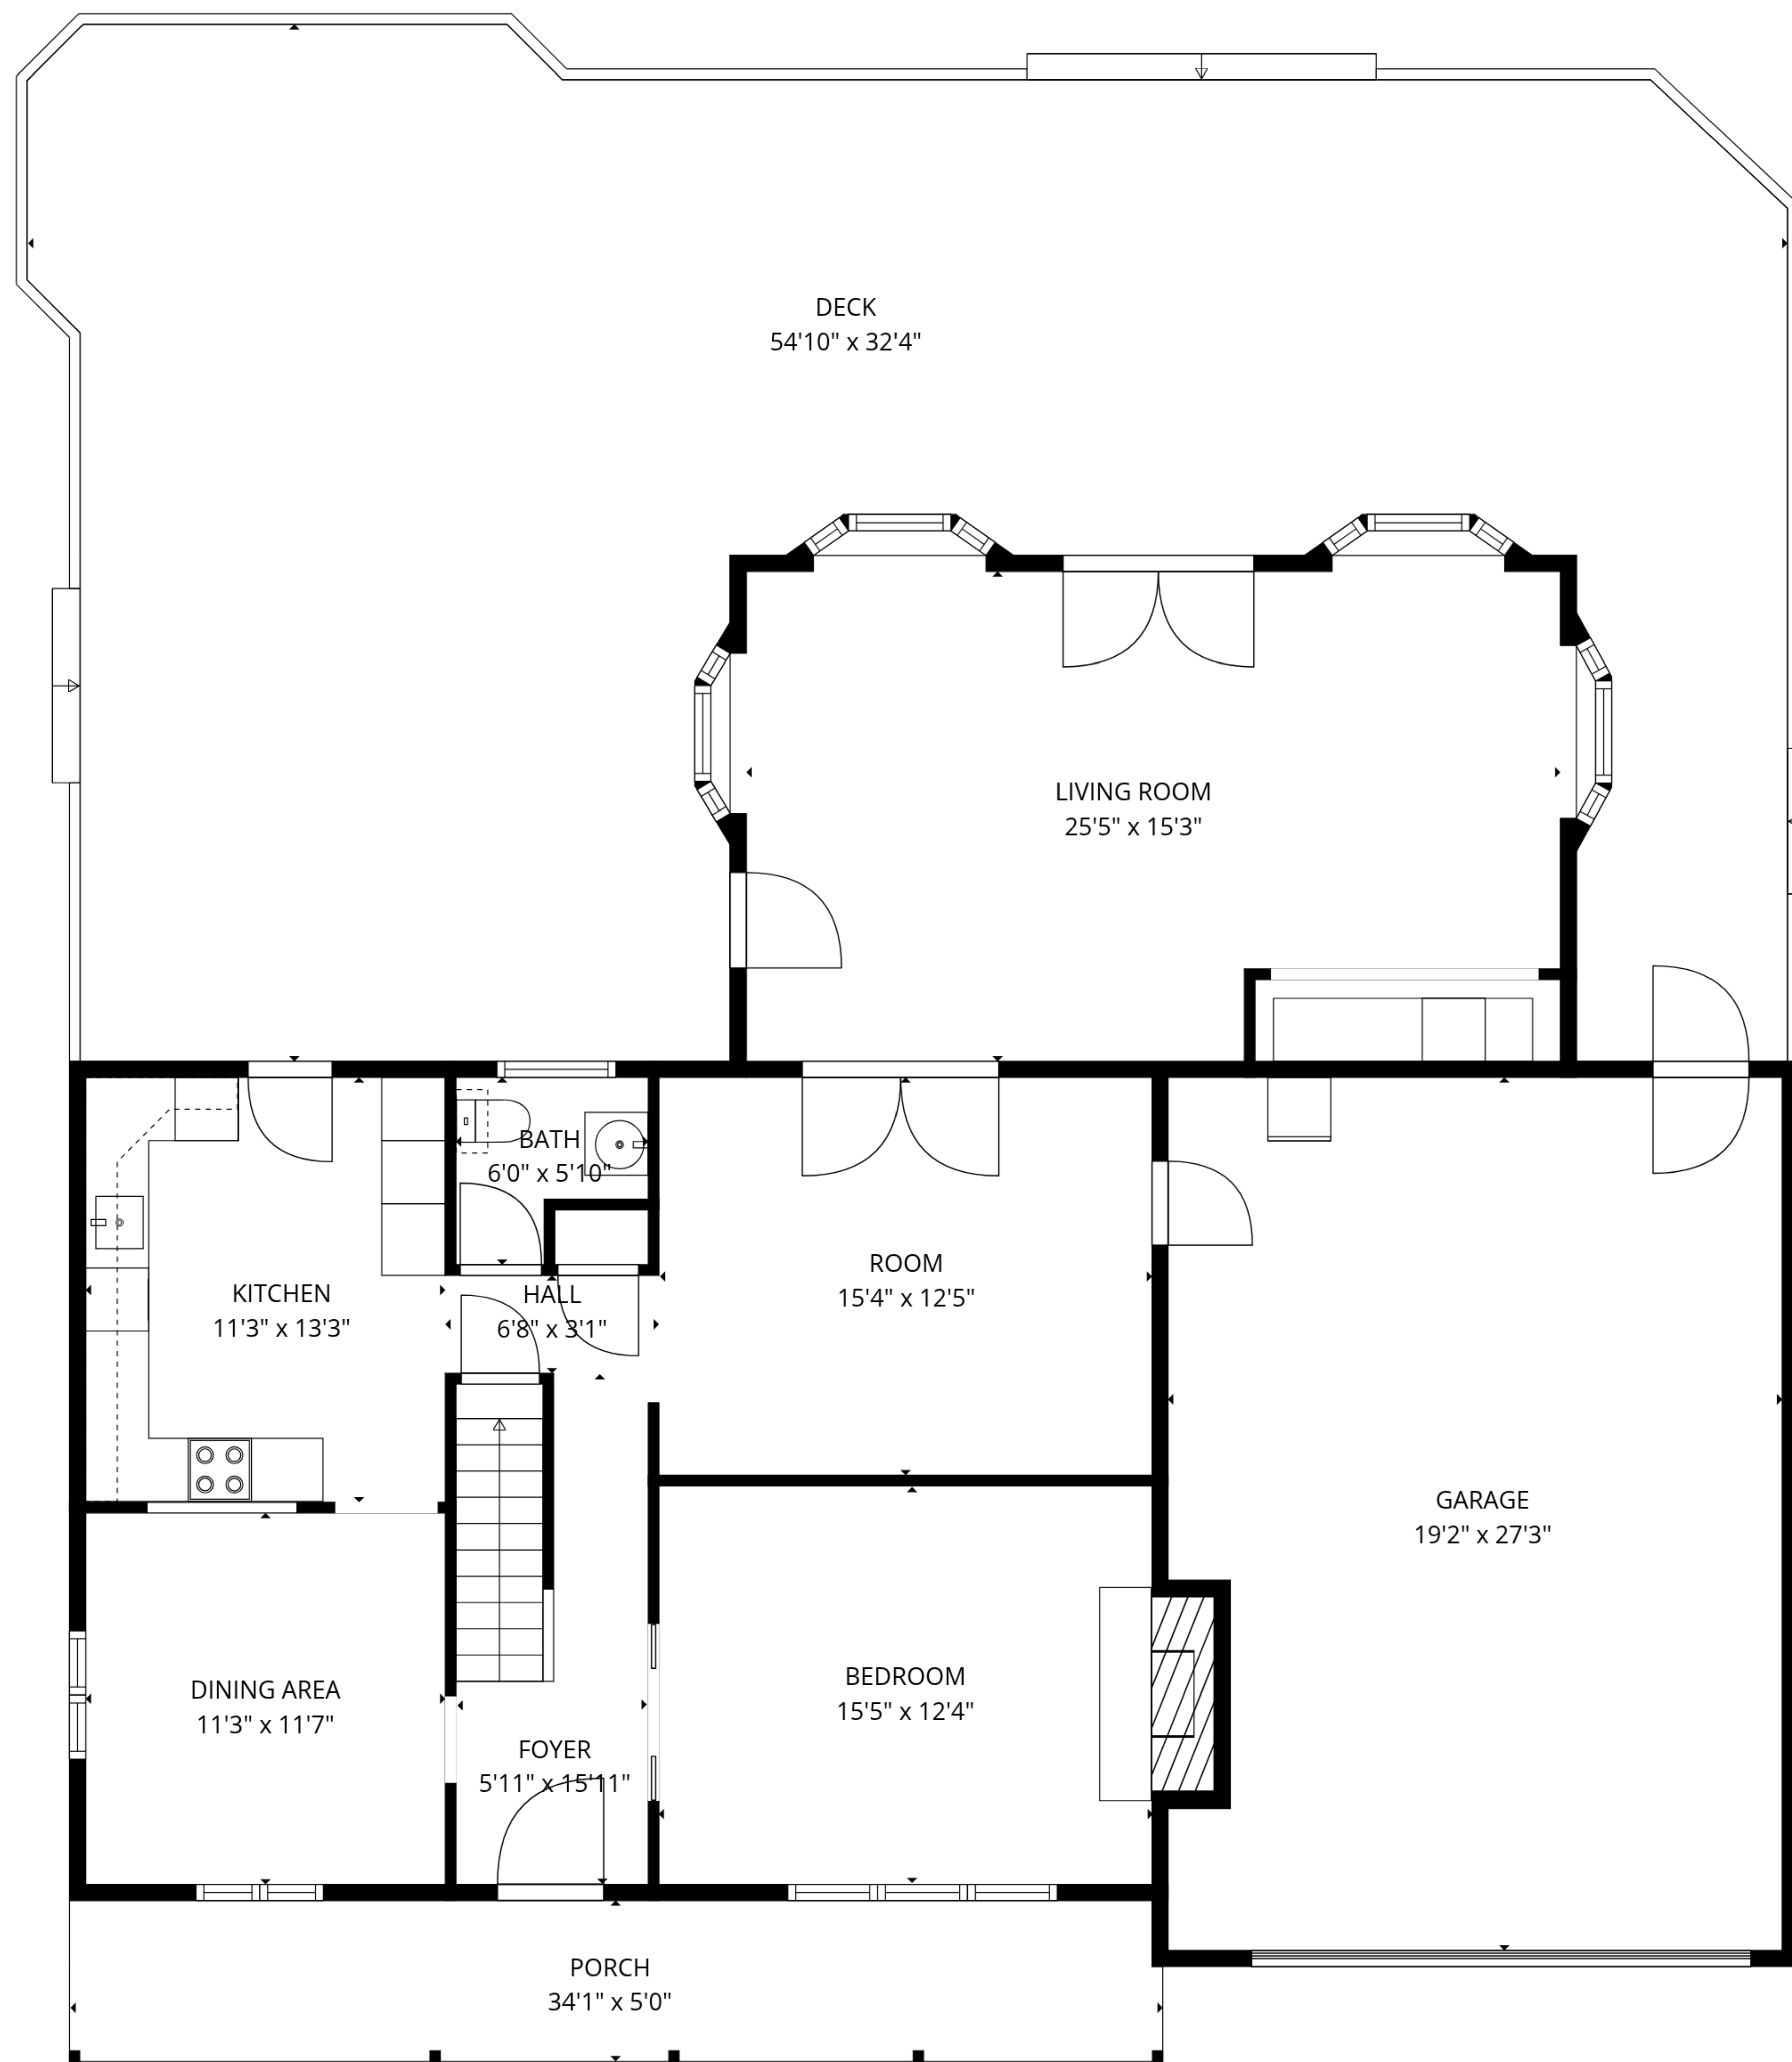 DECK
54'10" x 32'4"
LIVING ROOM
25'5" x 15'3"
BATH
6'0" x 5'10"
ROOM
15'4" x 12'5"
KITCHEN
11'3" x 13'3"
HALL
6'8" x 3'1"
GARAGE
19'2" x 27'3"
DINING AREA
11'3" x 11'7"
BEDROOM
15'5" x 12'4"
FOYER
5'11" x 15'11"
PORCH
34'1" x 5'0"